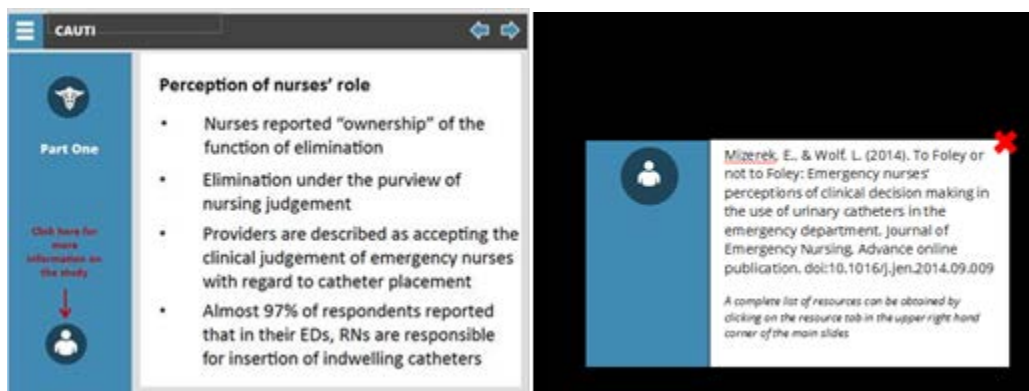 CAUTI
Part One
Click here for
more
information on
the study
Perception of nurses' role
• Nurses reported "ownership" of the
function of elimination
• Elimination under the purview of
nursing judgement
• Providers are described as accepting the
clinical judgement of emergency nurses
with regard to catheter placement
• Almost 97% of respondents reported
that in their EDs, RNs are responsible
for insertion of indwelling catheters
Mizerek, E., & Wolf. L. (2014). To Foley or
not to Foley: Emergency nurses'
perceptions of clinical decision making in
the use of urinary catheters in the
emergency department. Journal of
Emergency Nursing. Advance online
publication. doi:10.1016/j.jen.2014.09.009
A complete list of resources can be obtained by
clicking on the resource tab in the upper right hand
corner of the main slides